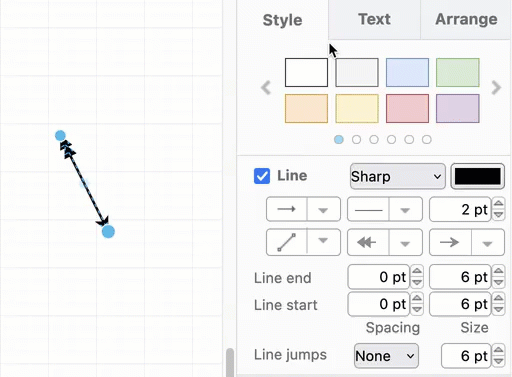 Style Text Arrange
Line Sharp
2 pt
Line end 0 pt 6 pt
Line start 0 pt 6 pt
Spacing Size
Line jumps None 6 pt